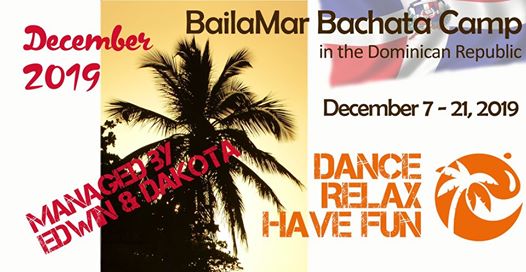 December
2019
BailaMar Bachata Camp
in the Dominican Republic
December 7 - 21, 2019
MANAGED BY
EDWIN & DAKOTA
DANCE
RELAX
HAVE FUN